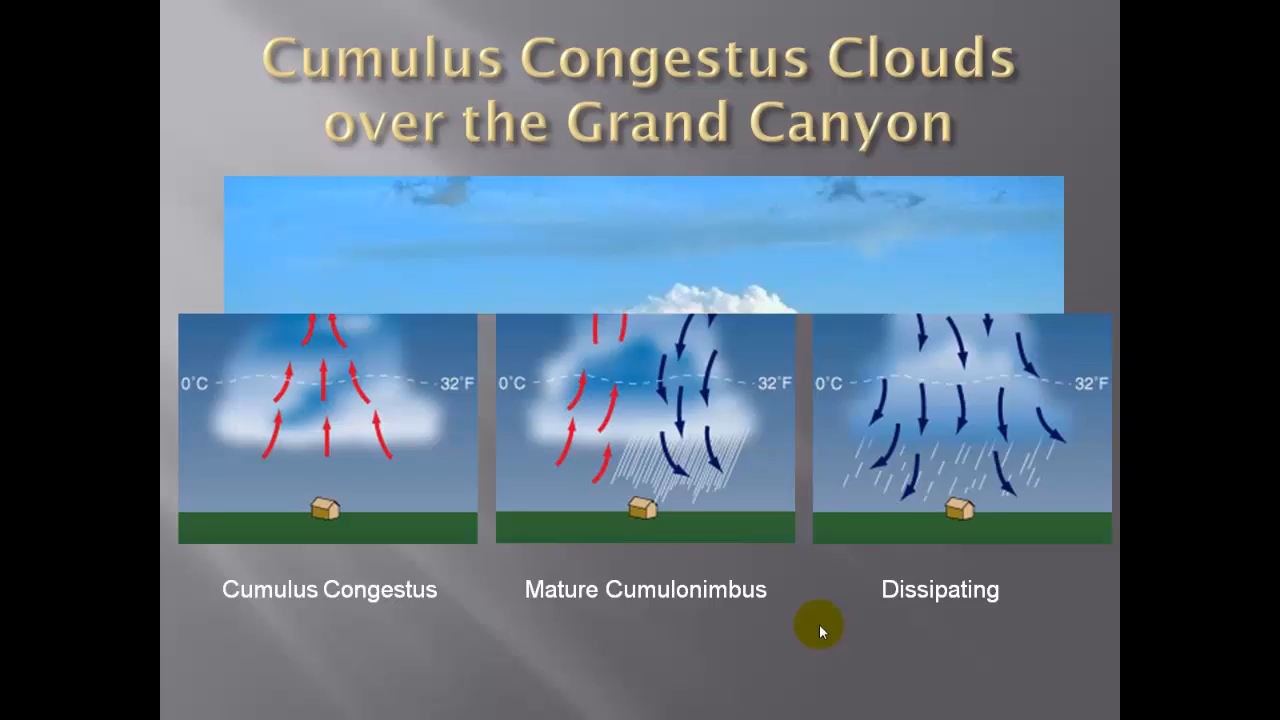 Cumulus Congestus Clouds
over the Grand Canyon
0°C 32°F
0°C 32°F
0°C 32°F
Cumulus Congestus
Mature Cumulonimbus
Dissipating